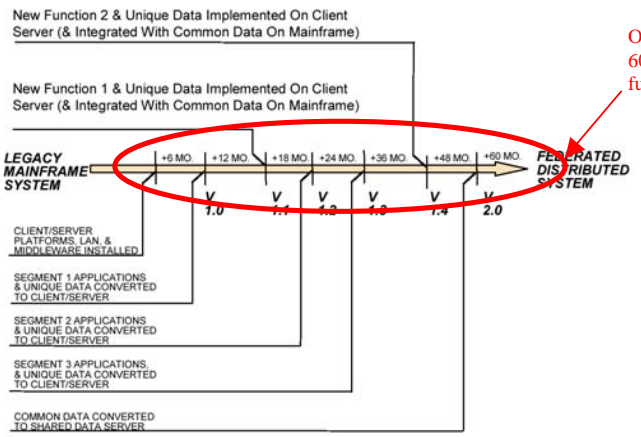 New Function 2 & Unique Data Implemented On Client
Server (& Integrated With Common Data On Mainframe)
New Function 1 & Unique Data Implemented On Client
Server (& Integrated With Common Data On Mainframe)
LEGACY
MAINFRAME
SYSTEM
+6 MO. +12 MO. +18 MO. +24 MO. +36 MO. +48 MO. +60 MO.
FEDERATED
DISTRIBUTED
SYSTEM
V 1.0
V 1.1
V 1.2
V 1.3
V 1.4
V 2.0
CLIENT/SERVER
PLATFORMS, LAN, &
MIDDLEWARE INSTALLED
SEGMENT 1 APPLICATIONS
& UNIQUE DATA CONVERTED
TO CLIENT/SERVER
SEGMENT 2 APPLICATIONS
& UNIQUE DATA CONVERTED
TO CLIENT/SERVER
SEGMENT 3 APPLICATIONS,
& UNIQUE DATA CONVERTED
TO CLIENT/SERVER
COMMON DATA CONVERTED
TO SHARED DATA SERVER